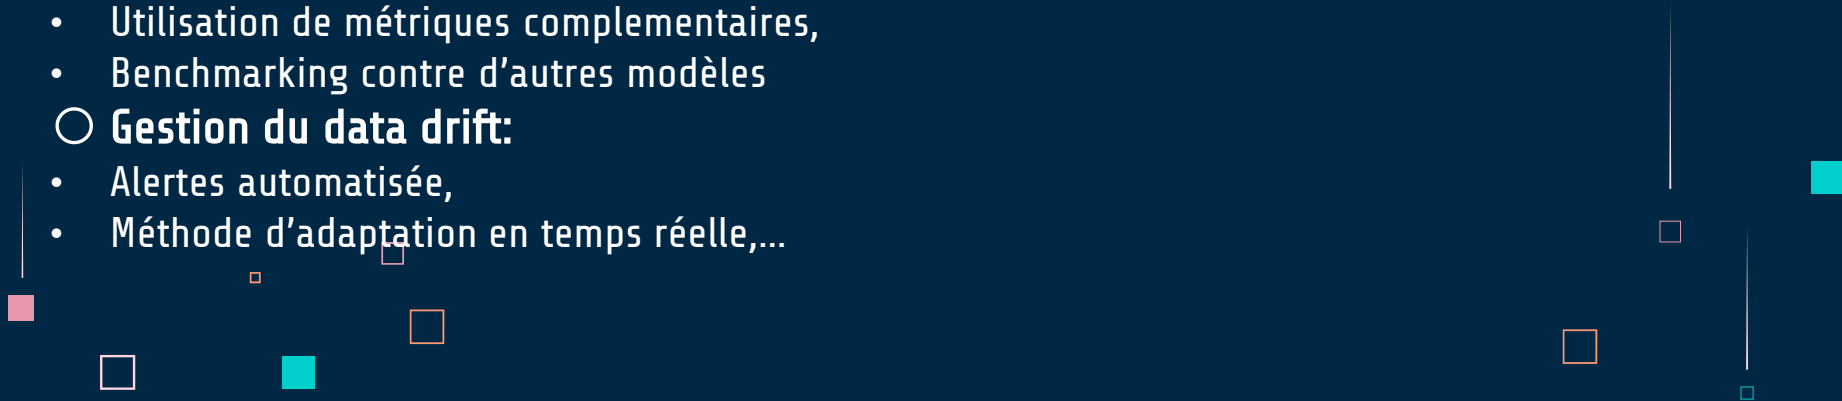 • Utilisation de métriques complementaires,
• Benchmarking contre d’autres modèles
○ Gestion du data drift:
• Alertes automatisée,
• Méthode d’adaptation en temps réelle,...